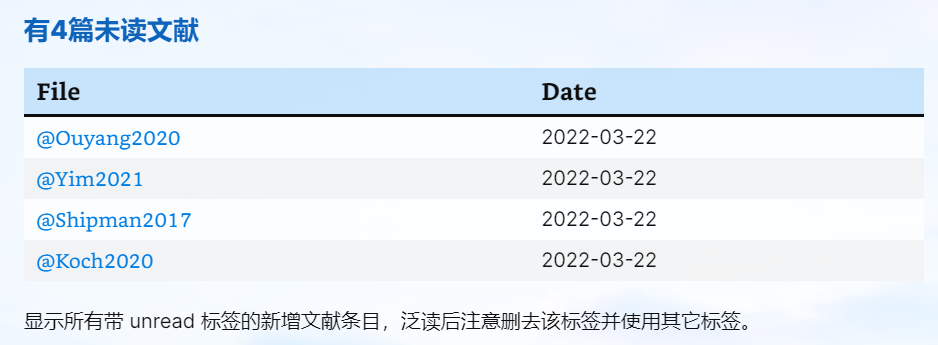 有4篇未读文献
File Date
@Ouyang2020 2022-03-22
@Yim2021 2022-03-22
@Shipman2017 2022-03-22
@Koch2020 2022-03-22
显示所有带 unread 标签的新增文献条目，泛读后注意删去该标签并使用其它标签。